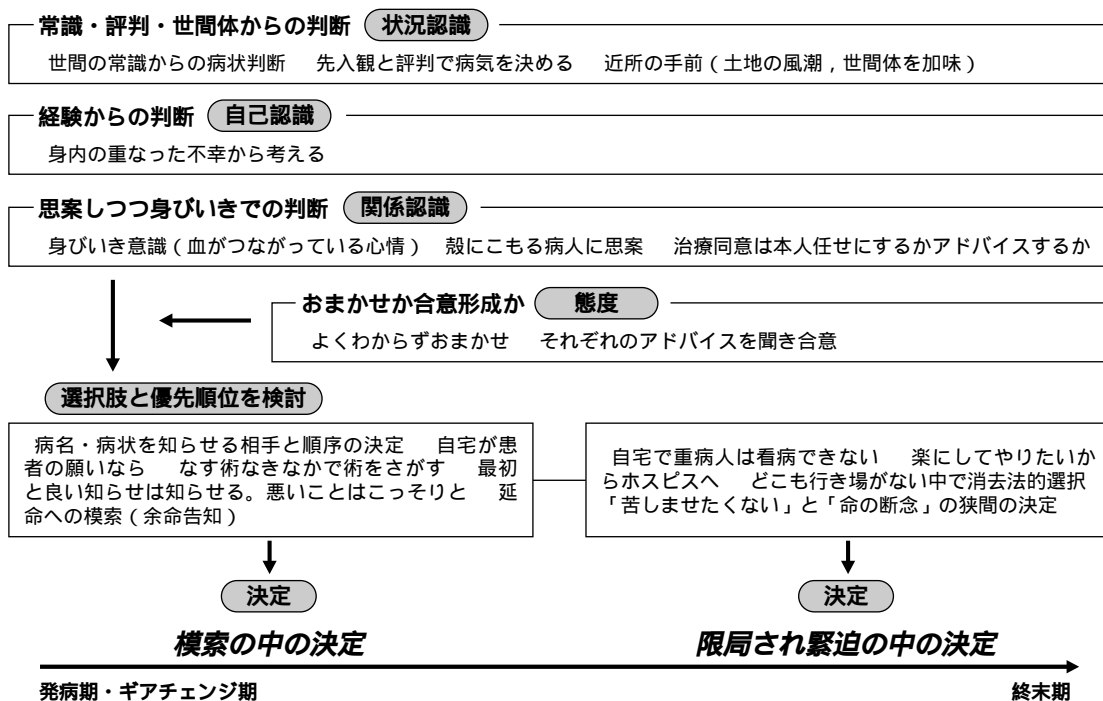 常識・評判・世間体からの判断 状況認識
世間の常識からの病状判断 先入観と評判で病気を決める 近所の手前(土地の風潮,世間体を加味)
経験からの判断 自己認識
身内の重なった不幸から考える
思案しつつ身びいきでの判断 関係認識
身びいき意識(血がつながっている心情) 殻にこもる病人に思案 治療同意は本人任せにするかアドバイスするか
おまかせか合意形成か 態度
よくわからずおまかせ それぞれのアドバイスを聞き合意
選択肢と優先順位を検討
病名・病状を知らせる相手と順序の決定 自宅が患
者の願いなら なす術なきなかで術をさがす 最初
と良い知らせは知らせる。悪いことはこっそりと 延
命への模索(余命告知)
自宅で重病人は看病できない 楽にしてやりたいか
らホスピスへ どこも行き場がない中で消去法的選択
「苦しませたくない」と「命の断念」の狭間の決定
決定
決定
模索の中の決定
限局され緊迫の中の決定
発病期・ギアチェンジ期
終末期